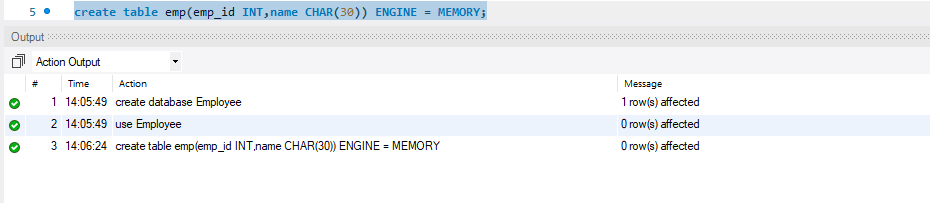 5 create table emp(emp_id INT,name CHAR(30)) ENGINE = MEMORY;
Output
Action Output
# Time Action Message
1 14:05:49 create database Employee 1 row(s) affected
2 14:05:49 use Employee 0 row(s) affected
3 14:06:24 create table emp(emp_id INT,name CHAR(30)) ENGINE = MEMORY 0 row(s) affected